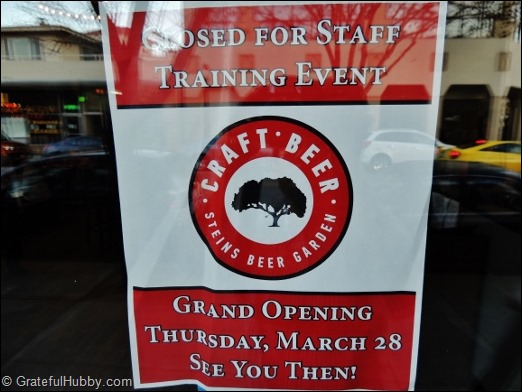 Closed for Staff
Training Event
CRAFT · BEER
· STEINS BEER GARDEN ·
Grand Opening
Thursday, March 28
See You Then!
© GratefulHubby.com